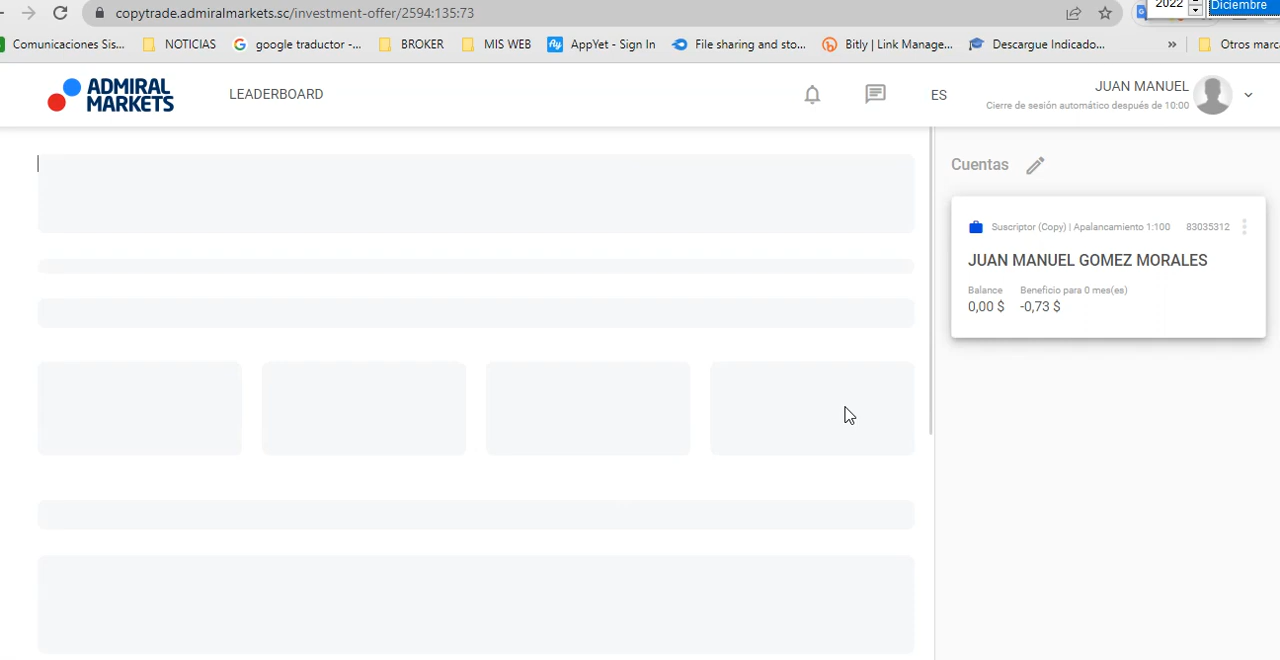 copytrade.admiralmarkets.sc/investment-offer/2594:135:73
2022
Diciembre
Comunicaciones Sis...
NOTICIAS
google traductor -...
BROKER
MIS WEB
AppYet - Sign In
File sharing and sto...
Bitly | Link Manage...
Descargue Indicado...
»
Otros marc
ADMIRAL
MARKETS
LEADERBOARD
ES
JUAN MANUEL
Cierre de sesión automático después de 10:00
Cuentas
Suscriptor (Copy) | Apalancamiento 1:100 83035312
JUAN MANUEL GOMEZ MORALES
Balance Beneficio para 0 mes(es)
0,00 $ -0,73 $